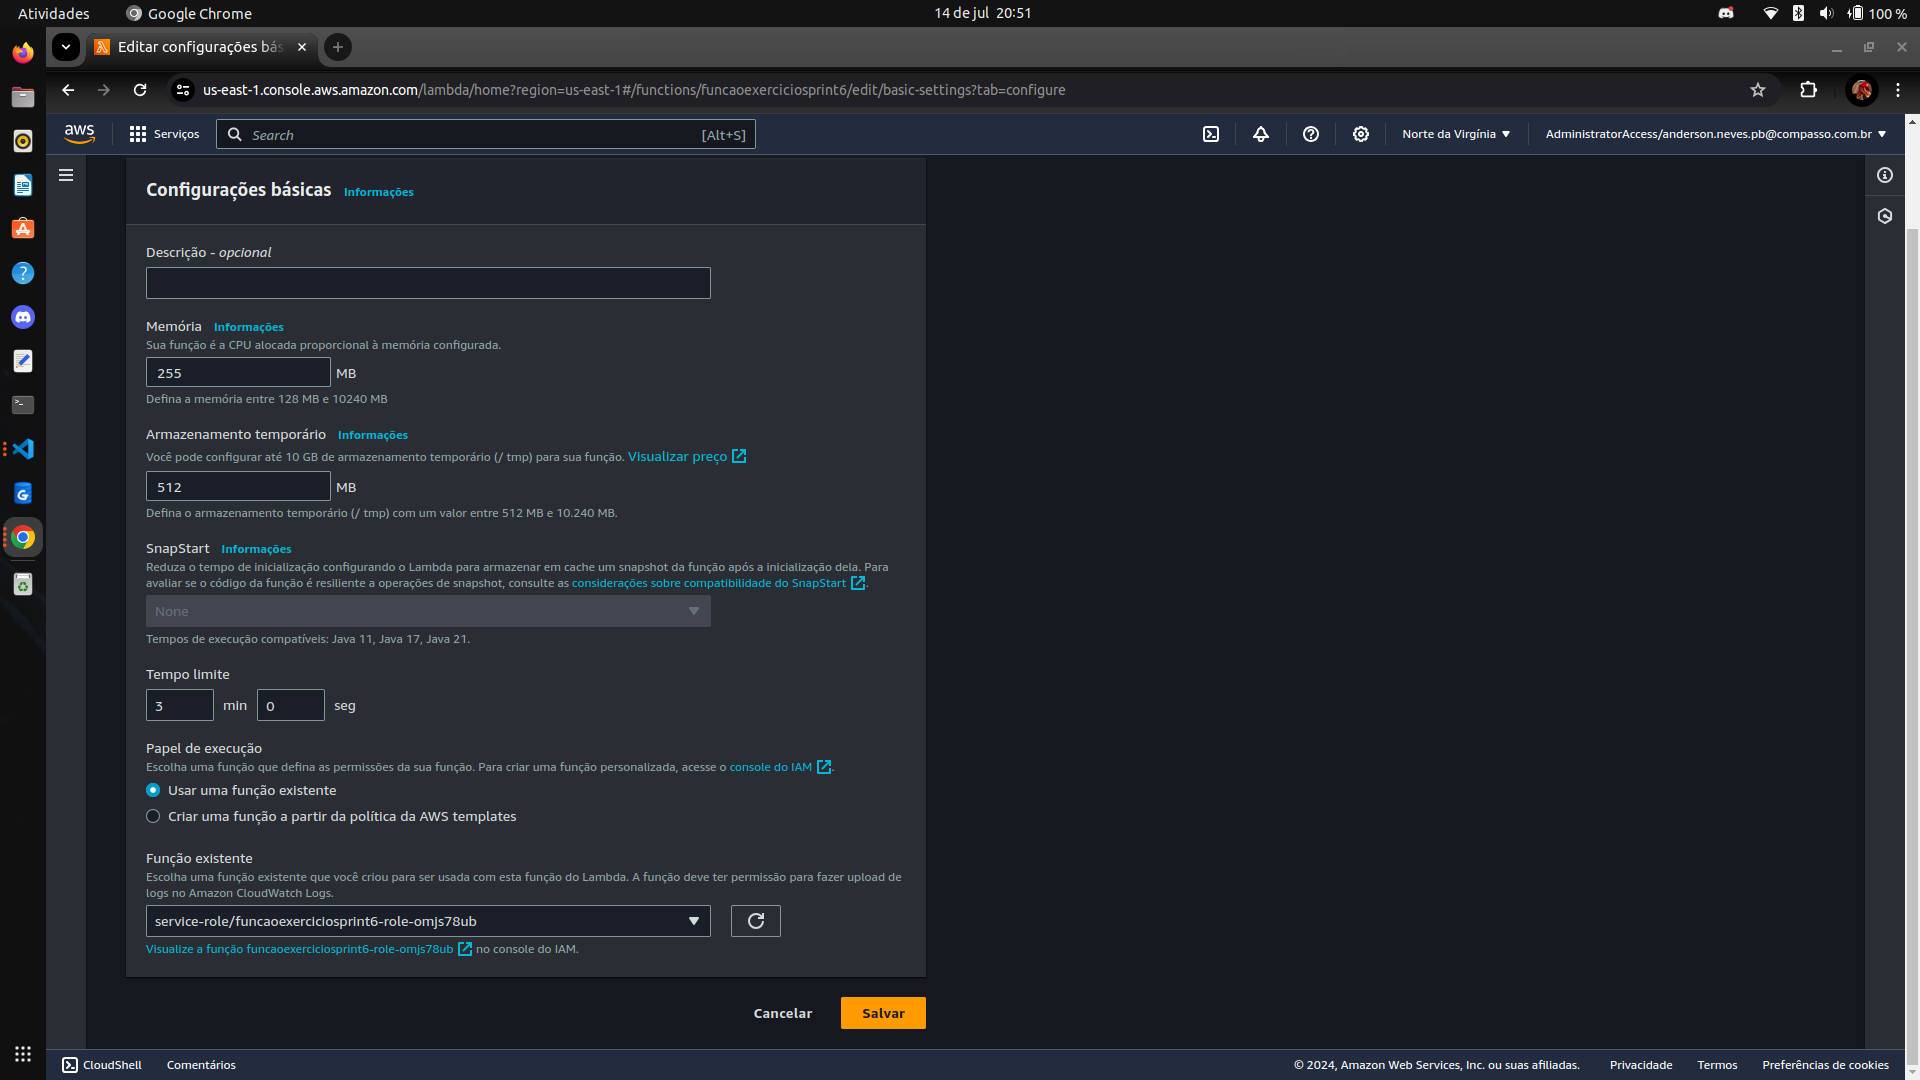 Atividades
Google Chrome
14 de jul 20:51
100 %
Editar configurações bás
us-east-1.console.aws.amazon.com/lambda/home?region=us-east-1#/functions/funcaoexerciciosprint6/edit/basic-settings?tab=configure
aws
Serviços
Search
[Alt+S]
Norte da Virgínia
AdministratorAccess/anderson.neves.pb@compasso.com.br
Configurações básicas Informações
Descrição - opcional
Memória Informações
Sua função é a CPU alocada proporcional à memória configurada.
255 MB
Defina a memória entre 128 MB e 10240 MB
Armazenamento temporário Informações
Você pode configurar até 10 GB de armazenamento temporário (/ tmp) para sua função. Visualizar preço
512 MB
Defina o armazenamento temporário (/ tmp) com um valor entre 512 MB e 10.240 MB.
SnapStart Informações
Reduza o tempo de inicialização configurando o Lambda para armazenar em cache um snapshot da função após a inicialização dela. Para
avaliar se o código da função é resiliente a operações de snapshot, consulte as considerações sobre compatibilidade do SnapStart.
None
Tempos de execução compatíveis: Java 11, Java 17, Java 21.
Tempo limite
3 min 0 seg
Papel de execução
Escolha uma função que defina as permissões da sua função. Para criar uma função personalizada, acesse o console do IAM.
Usar uma função existente
Criar uma função a partir da política da AWS templates
Função existente
Escolha uma função existente que você criou para ser usada com esta função do Lambda. A função deve ter permissão para fazer upload de
logs no Amazon CloudWatch Logs.
service-role/funcaoexerciciosprint6-role-omjs78ub
Visualize a função funcaoexerciciosprint6-role-omjs78ub no console do IAM.
Cancelar
Salvar
CloudShell
Comentários
© 2024, Amazon Web Services, Inc. ou suas afiliadas.
Privacidade
Termos
Preferências de cookies